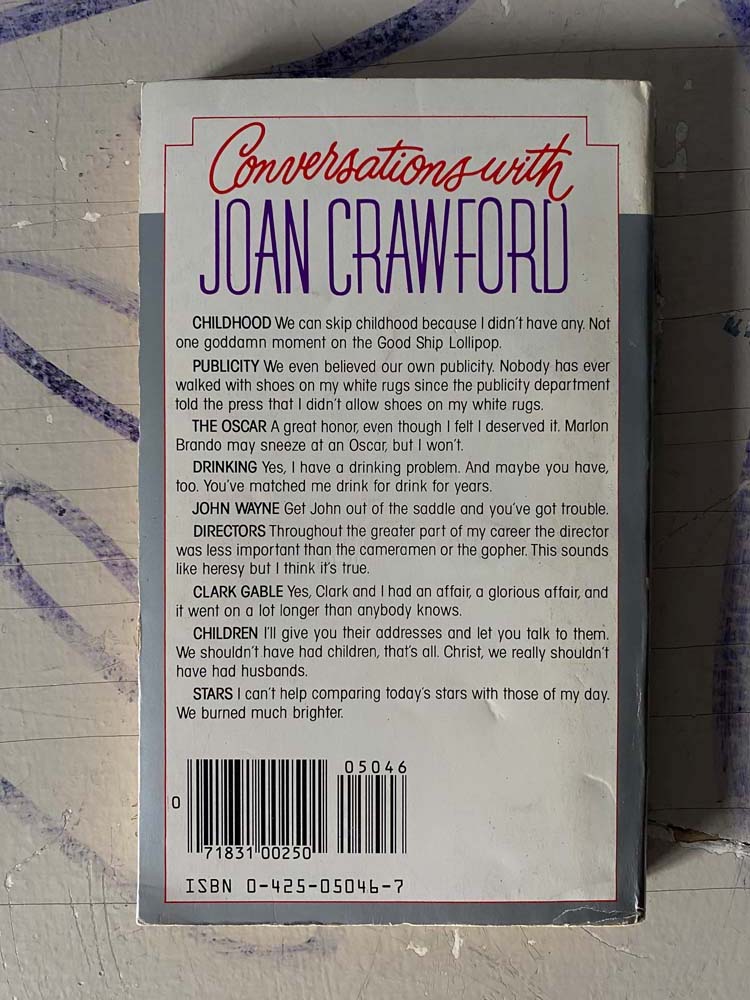 Conversations with
JOAN CRAWFORD
CHILDHOOD We can skip childhood because I didn't have any. Not
one goddamn moment on the Good Ship Lollipop.
PUBLICITY We even believed our own publicity. Nobody has ever
walked with shoes on my white rugs since the publicity department
told the press that I didn't allow shoes on my white rugs.
THE OSCAR A great honor, even though I felt I deserved it. Marlon
Brando may sneeze at an Oscar, but I won't.
DRINKING Yes, I have a drinking problem. And maybe you have,
too. You've matched me drink for drink for years.
JOHN WAYNE Get John out of the saddle and you've got trouble.
DIRECTORS Throughout the greater part of my career the director
was less important than the cameramen or the gopher. This sounds
like heresy but I think it's true.
CLARK GABLE Yes, Clark and I had an affair, a glorious affair, and
it went on a lot longer than anybody knows.
CHILDREN I'll give you their addresses and let you talk to them.
We shouldn't have had children, that's all. Christ, we really shouldn't
have had husbands.
STARS I can't help comparing today's stars with those of my day.
We burned much brighter.
05046
0
71831 00250
ISBN 0-425-05046-7